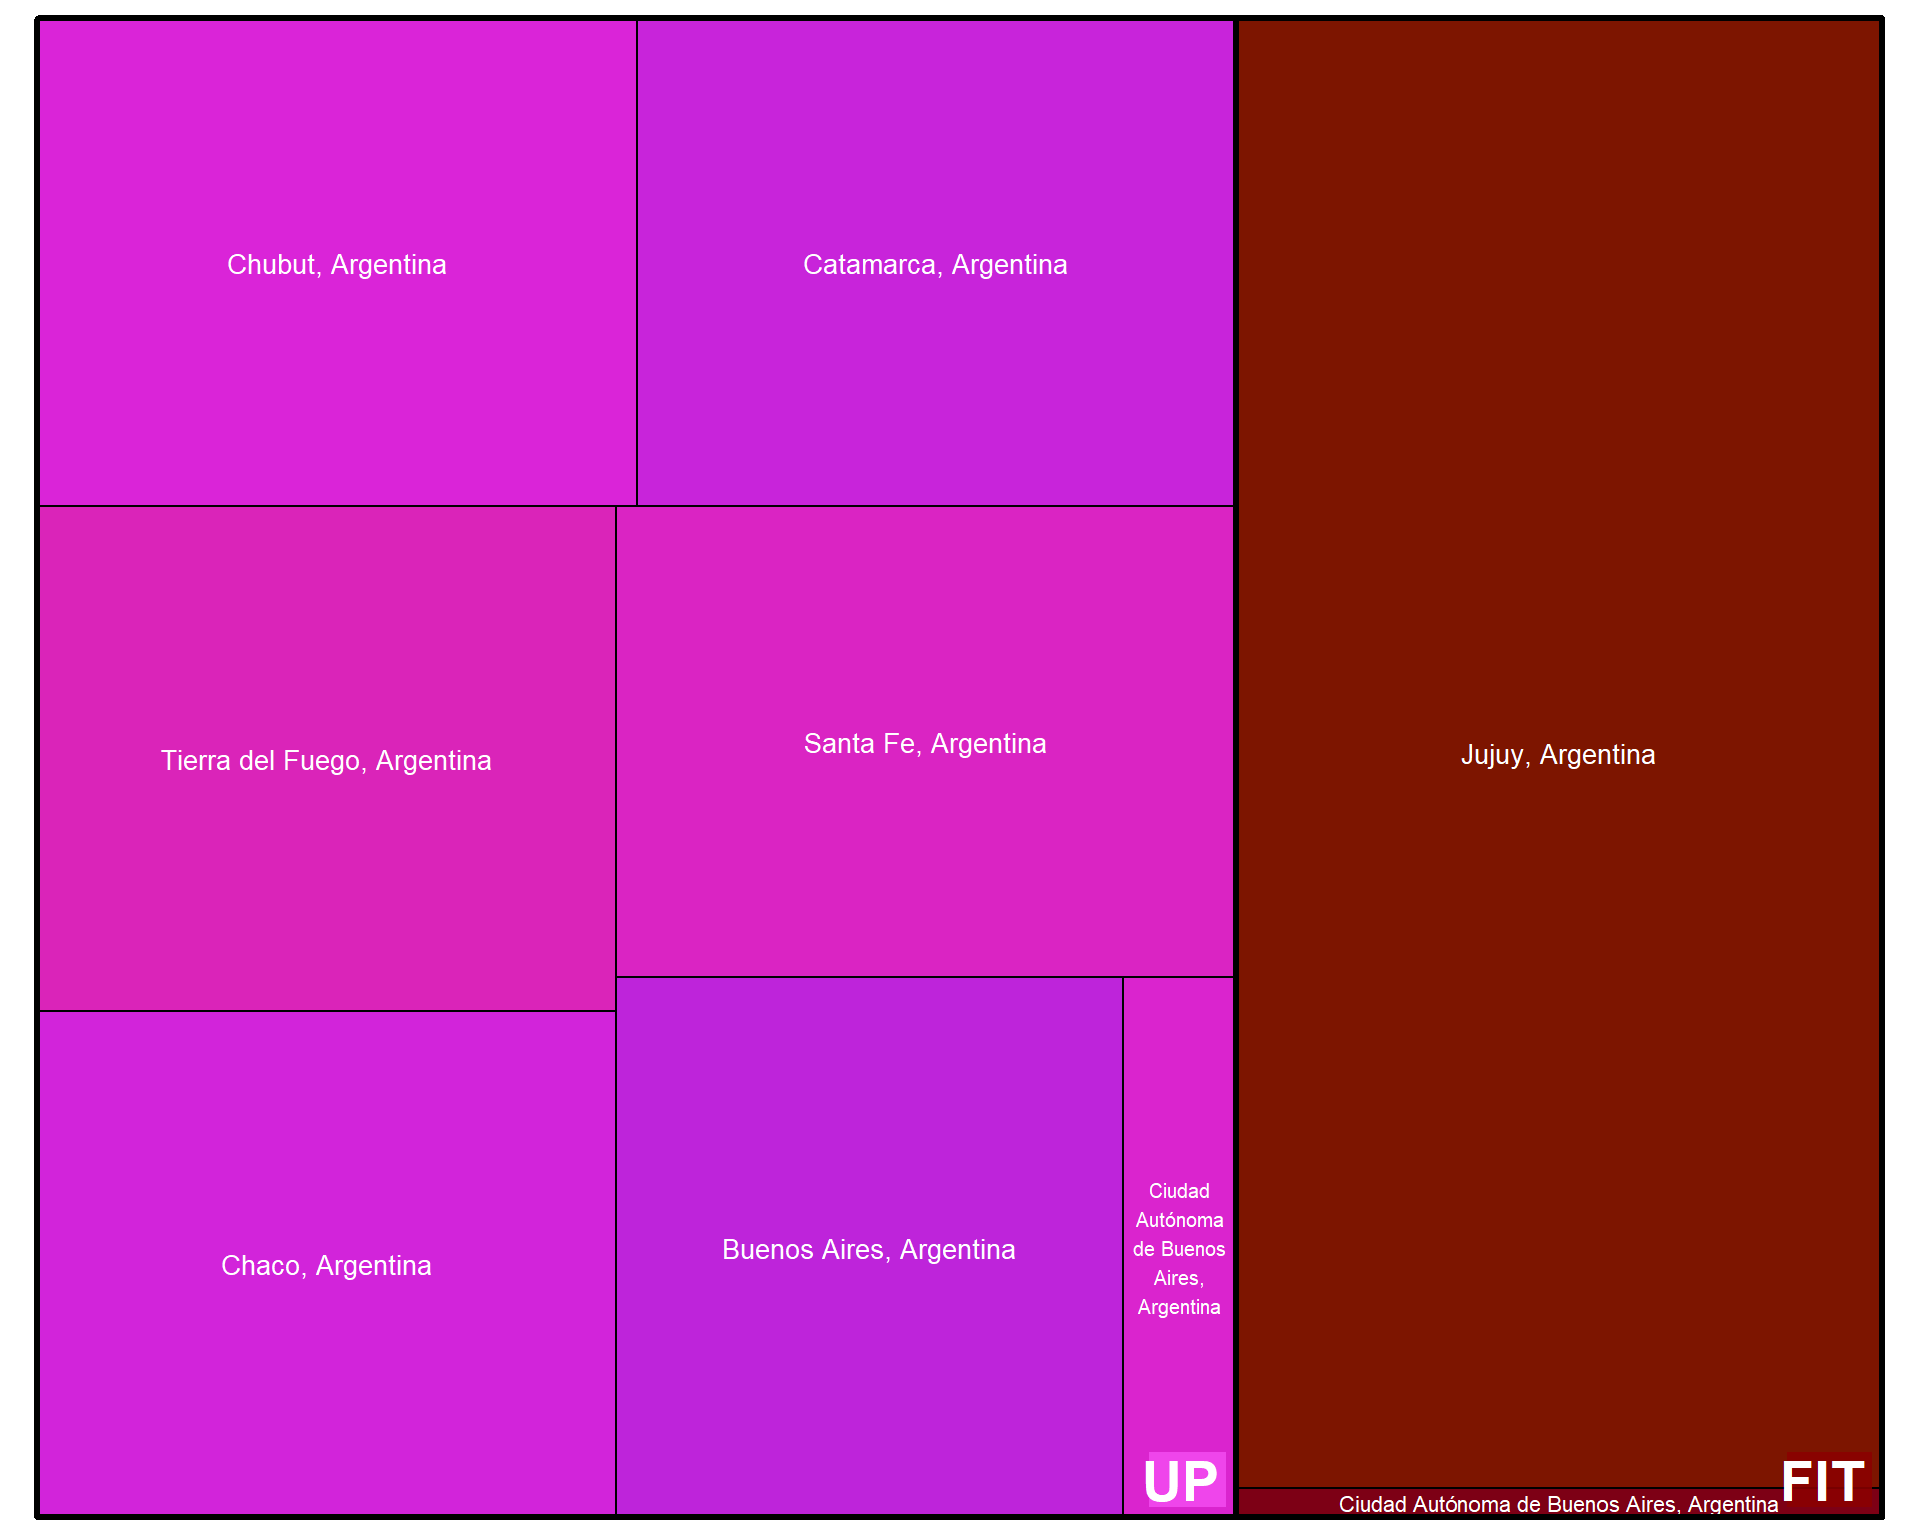 Chubut, Argentina
Catamarca, Argentina
Tierra del Fuego, Argentina
Santa Fe, Argentina
Chaco, Argentina
Buenos Aires, Argentina
Ciudad
Autónoma
de Buenos
Aires,
Argentina
UP
Jujuy, Argentina
Ciudad Autónoma de Buenos Aires, Argentina
FIT